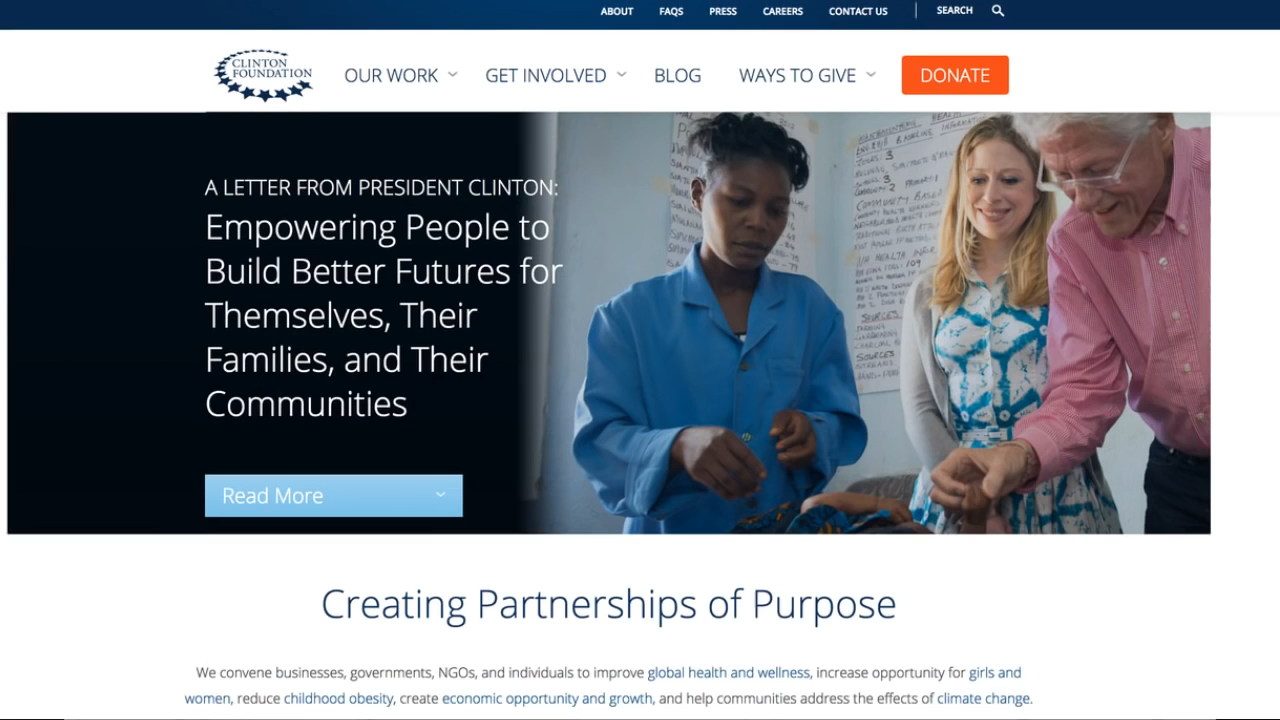 ABOUT FAQS PRESS CAREERS CONTACT US SEARCH
CLINTON
FOUNDATION
OUR WORK GET INVOLVED BLOG WAYS TO GIVE DONATE
A LETTER FROM PRESIDENT CLINTON:
Empowering People to
Build Better Futures for
Themselves, Their
Families, and Their
Communities
Read More
COMMUNITY BASED
SOURCES
SOURCES
Creating Partnerships of Purpose
We convene businesses, governments, NGOs, and individuals to improve global health and wellness, increase opportunity for girls and
women, reduce childhood obesity, create economic opportunity and growth, and help communities address the effects of climate change.